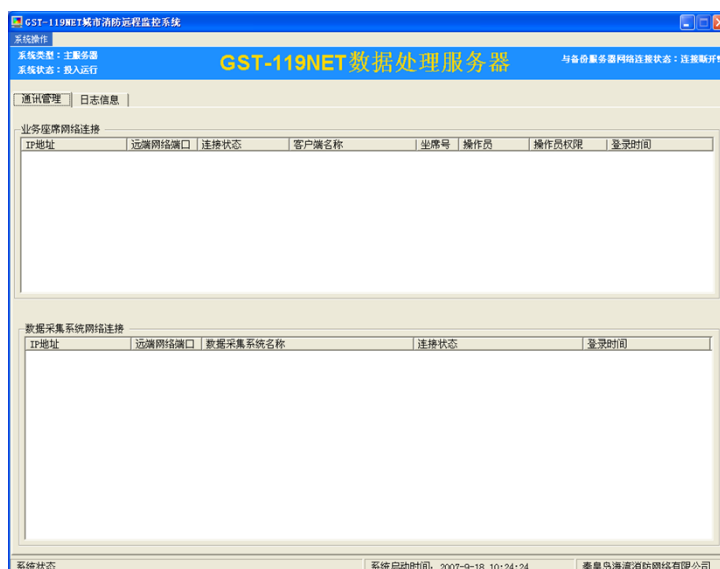 GST-119NET城市消防远程监控系统
系统操作
系统类型：主服务器
系统状态：投入运行
GST-119NET数据处理服务器
与备份服务器网络连接状态：连接断开
通讯管理 日志信息
业务座席网络连接
IP地址 远端网络端口 连接状态 客户端名称 坐席号 操作员 操作员权限 登录时间
数据采集系统网络连接
IP地址 远端网络端口 数据采集系统名称 连接状态 登录时间
系统状态 系统启动时间：2007-9-18 10:24:24 秦皇岛海湾消防网络有限公司